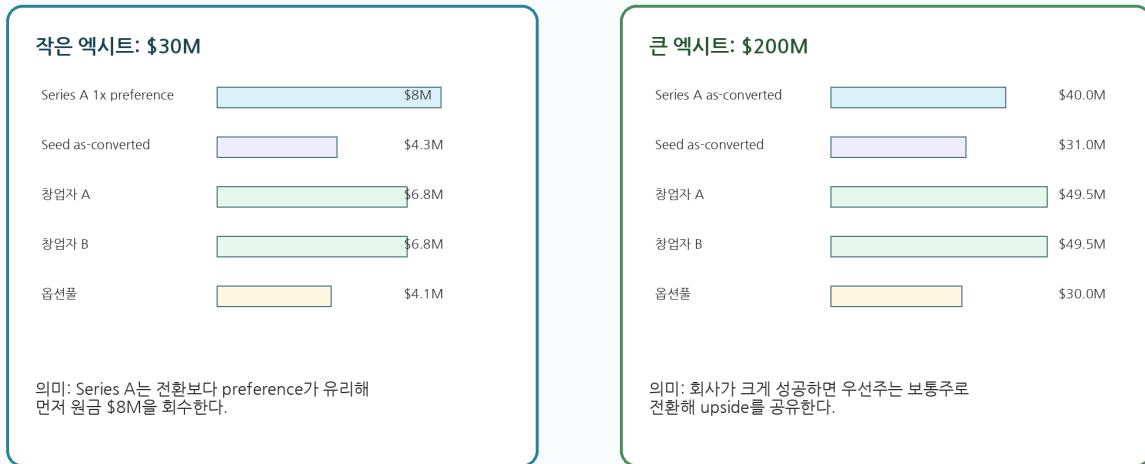 작은 엑시트: $30M
Series A 1x preference $8M
Seed as-converted $4.3M
창업자 A $6.8M
창업자 B $6.8M
옵션풀 $4.1M
의미: Series A는 전환보다 preference가 유리해
먼저 원금 $8M을 회수한다.
큰 엑시트: $200M
Series A as-converted $40.0M
Seed as-converted $31.0M
창업자 A $49.5M
창업자 B $49.5M
옵션풀 $30.0M
의미: 회사가 크게 성공하면 우선주는 보통주로
전환해 upside를 공유한다.